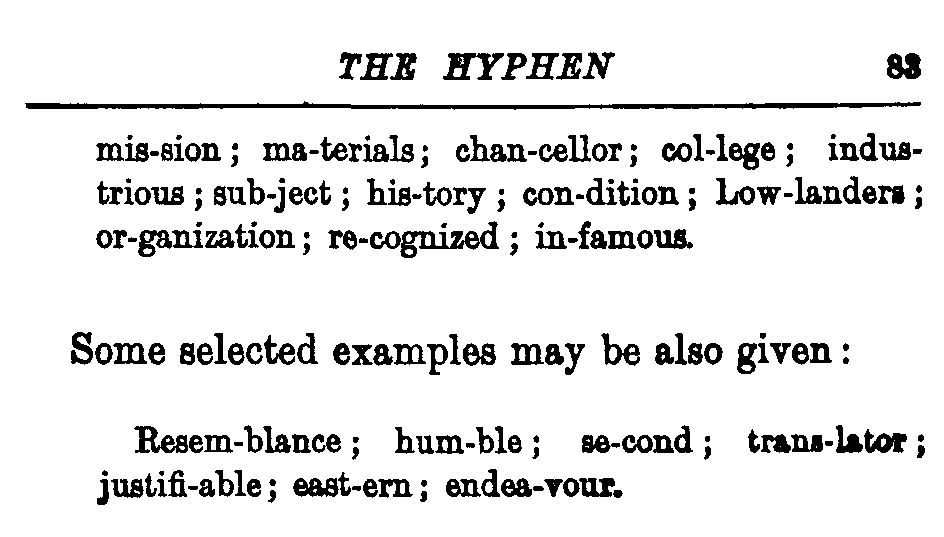 THE HYPHEN 83
mis-sion ; ma-terials ; chan-cellor ; col-lege ; indus-
trious ; sub-ject ; his-tory ; con-dition ; Low-landers ;
or-ganization ; re-cognized ; in-famous.
Some selected examples may be also given :
Resem-blance ; hum-ble ; se-cond ; trans-lator ;
justifi-able ; east-ern ; endea-vour.